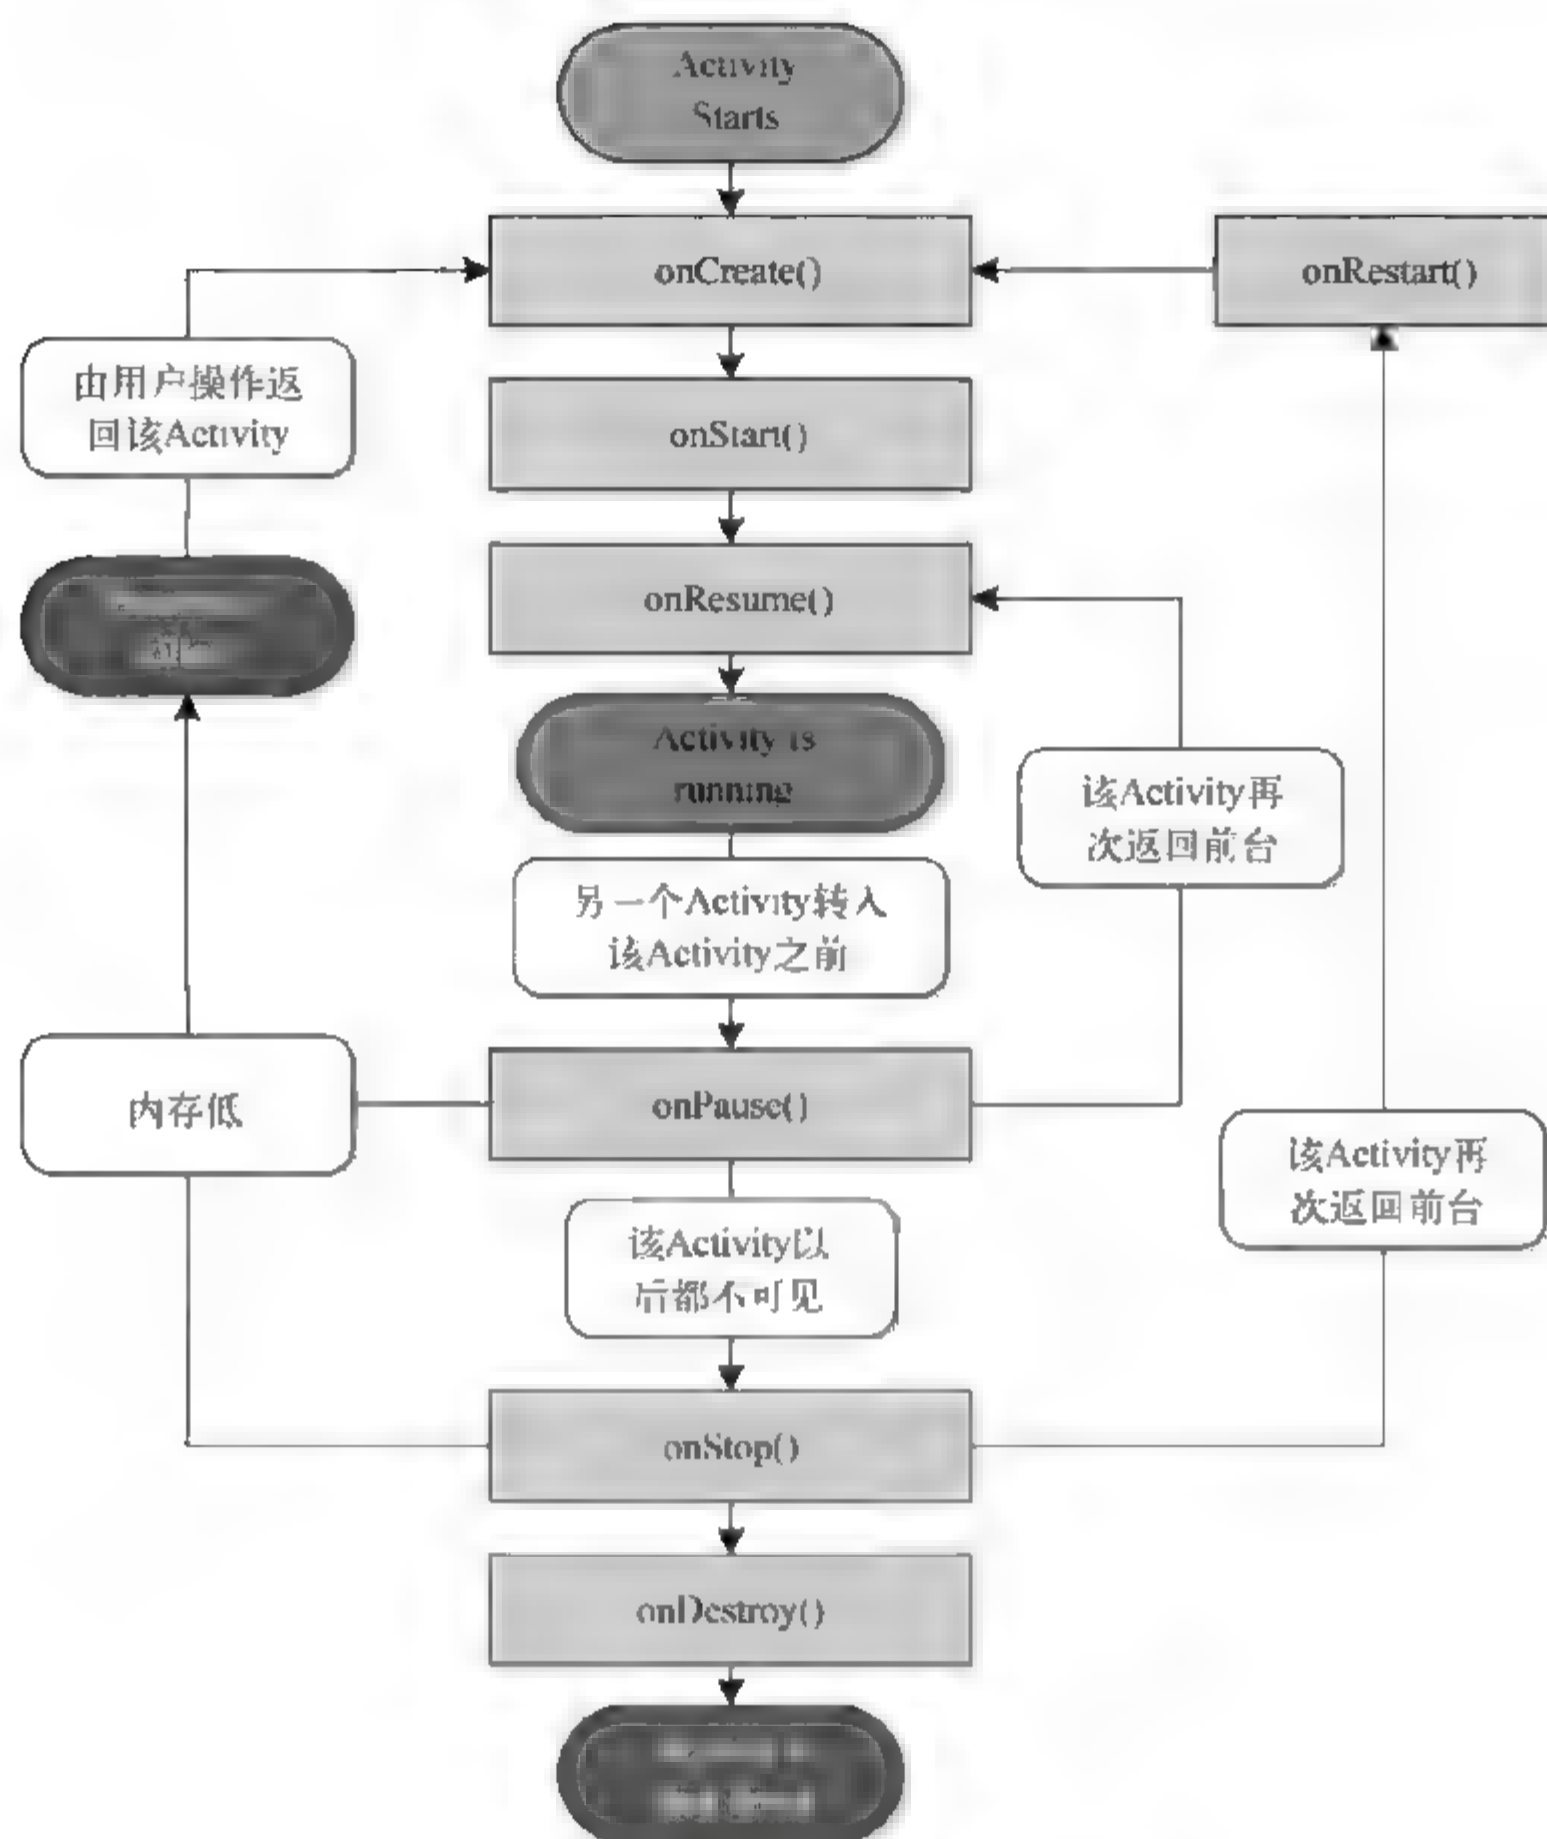 Activity
Starts
onCreate()
onRestart()
由用户操作返
回该Activity
onStart()
onResume()
Activity is
running
该Activity再
次返回前台
另一个Activity转入
该Activity之前
内存低
onPause()
该Activity再
次返回前台
该Activity以
后都不可见
onStop()
onDestroy()